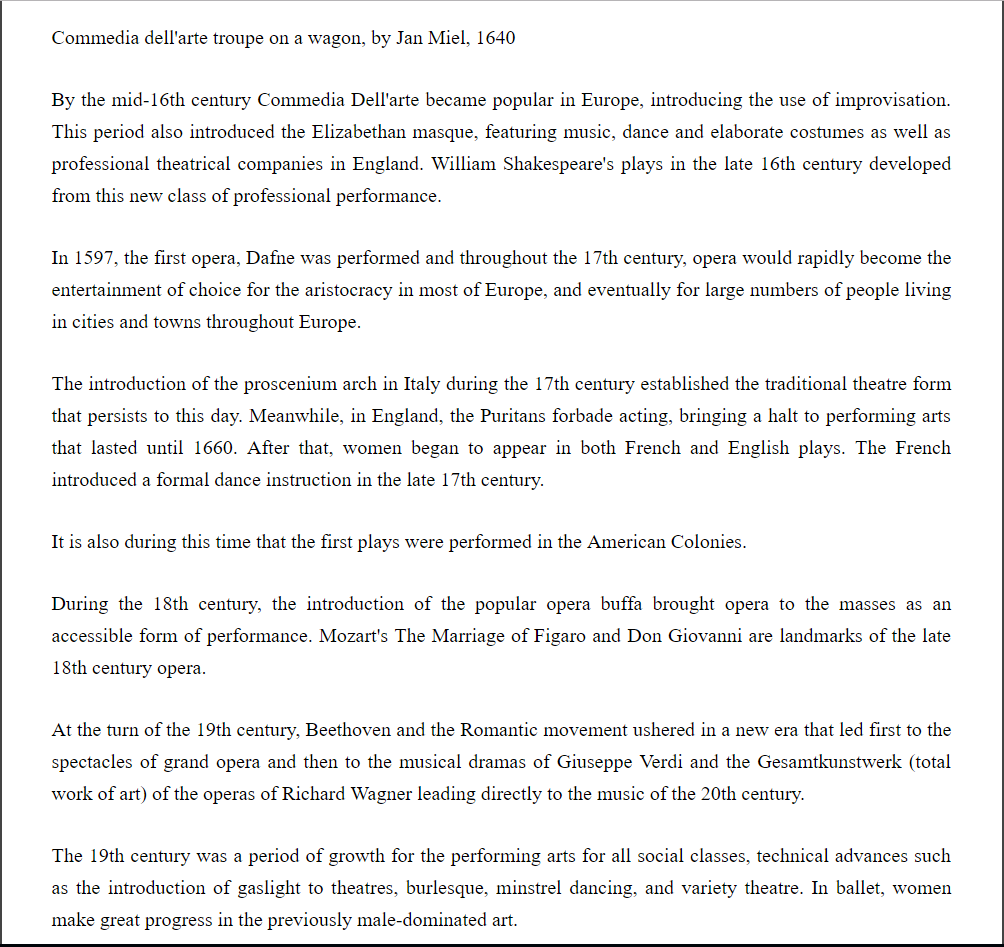 Commedia dell'arte troupe on a wagon, by Jan Miel, 1640
By the mid-16th century Commedia Dell'arte became popular in Europe, introducing the use of improvisation.
This period also introduced the Elizabethan masque, featuring music, dance and elaborate costumes as well as
professional theatrical companies in England. William Shakespeare's plays in the late 16th century developed
from this new class of professional performance.
In 1597, the first opera, Dafne was performed and throughout the 17th century, opera would rapidly become the
entertainment of choice for the aristocracy in most of Europe, and eventually for large numbers of people living
in cities and towns throughout Europe.
The introduction of the proscenium arch in Italy during the 17th century established the traditional theatre form
that persists to this day. Meanwhile, in England, the Puritans forbade acting, bringing a halt to performing arts
that lasted until 1660. After that, women began to appear in both French and English plays. The French
introduced a formal dance instruction in the late 17th century.
It is also during this time that the first plays were performed in the American Colonies.
During the 18th century, the introduction of the popular opera buffa brought opera to the masses as an
accessible form of performance. Mozart's The Marriage of Figaro and Don Giovanni are landmarks of the late
18th century opera.
At the turn of the 19th century, Beethoven and the Romantic movement ushered in a new era that led first to the
spectacles of grand opera and then to the musical dramas of Giuseppe Verdi and the Gesamtkunstwerk (total
work of art) of the operas of Richard Wagner leading directly to the music of the 20th century.
The 19th century was a period of growth for the performing arts for all social classes, technical advances such
as the introduction of gaslight to theatres, burlesque, minstrel dancing, and variety theatre. In ballet, women
make great progress in the previously male-dominated art.